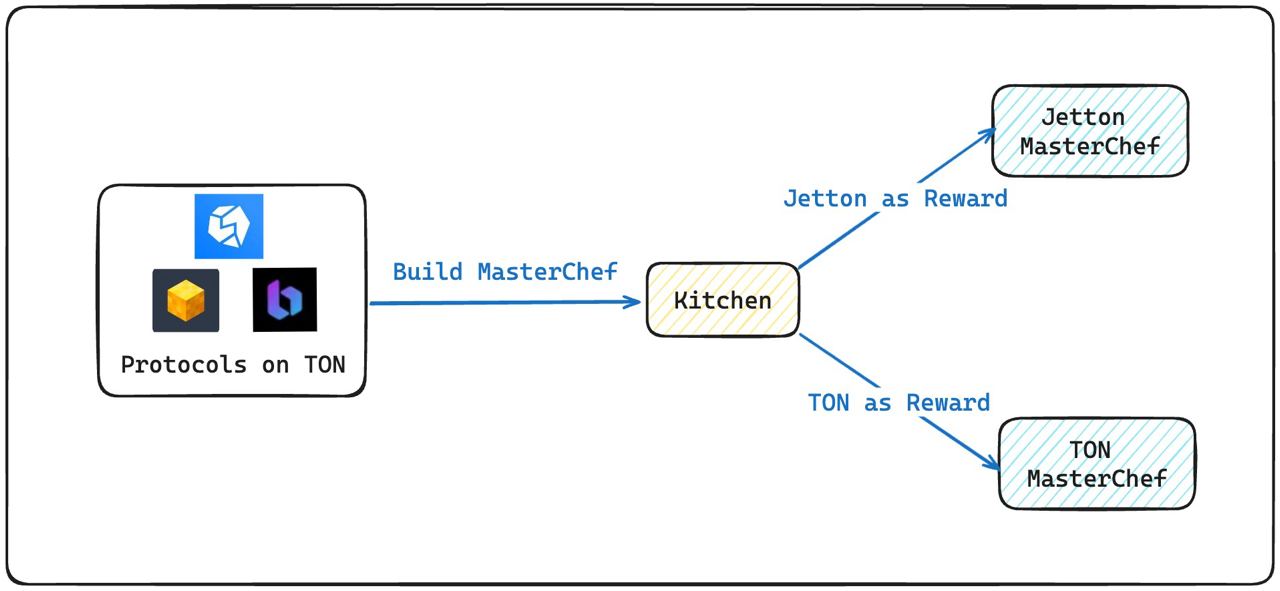 Jetton
MasterChef
Jetton as Reward
Build MasterChef
Kitchen
Protocols on TON
TON as Reward
TON
MasterChef